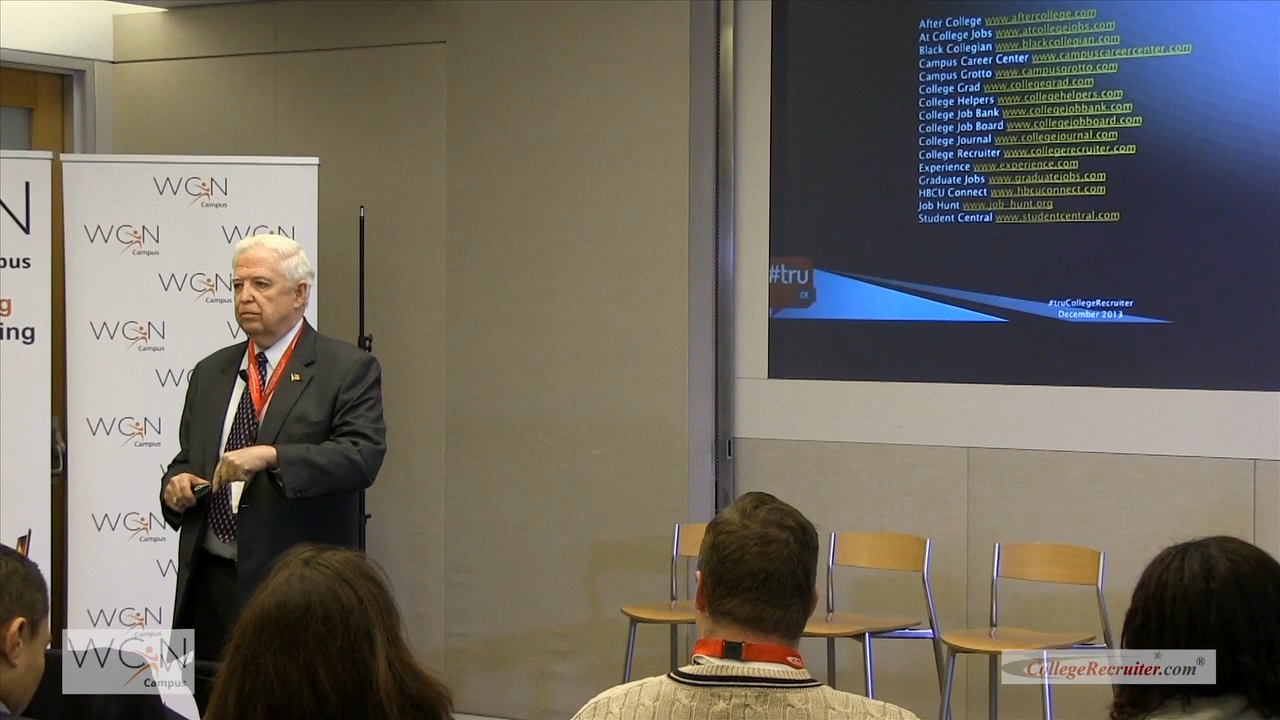 After College www.aftercollege.com
At College Jobs www.atcollegejobs.com
Black Collegian www.blackcollegian.com
Campus Career Center www.campuscareercenter.com
Campus Grotto www.campusgrotto.com
College Grad www.collegegrad.com
College Helpers www.collegehelpers.com
College Job Bank www.collegejobbank.com
College Job Board www.collegejobboard.com
College Journal www.collegejournal.com
College Recruiter www.collegerecruiter.com
Experience www.experience.com
Graduate Jobs www.graduatejobs.com
HBCU Connect www.hbcuconnect.com
Job Hunt www.job-hunt.org
Student Central www.studentcentral.com
#tru
CR
#truCollegeRecruiter
December 2013
N
pus
g
ing
WCN
Campus
WCN
Campus
WCN
WCN
Campus
WCN
Campus
W
WC
WCN
Campus
WCN
Campus
W
WCN
Campus
WCN
Campus
CollegeRecruiter.com®